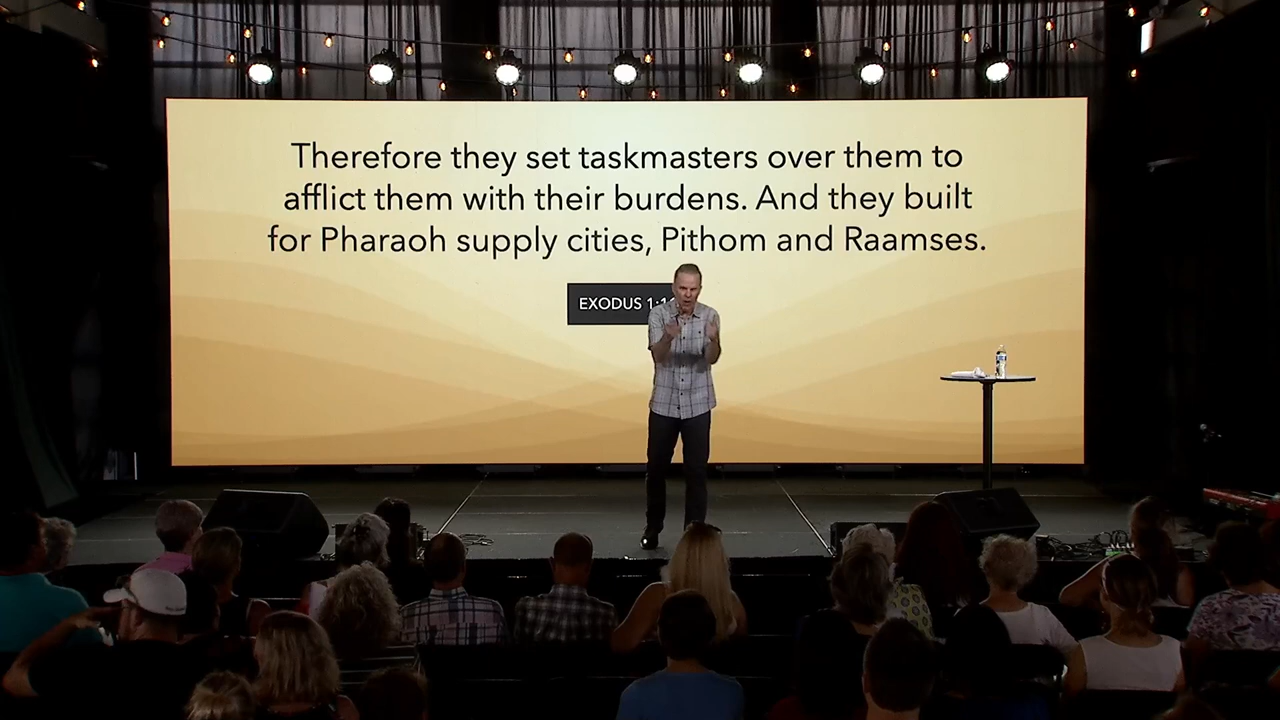 Therefore they set taskmasters over them to
afflict them with their burdens. And they built
for Pharaoh supply cities, Pithom and Raamses.
EXODUS 1:1